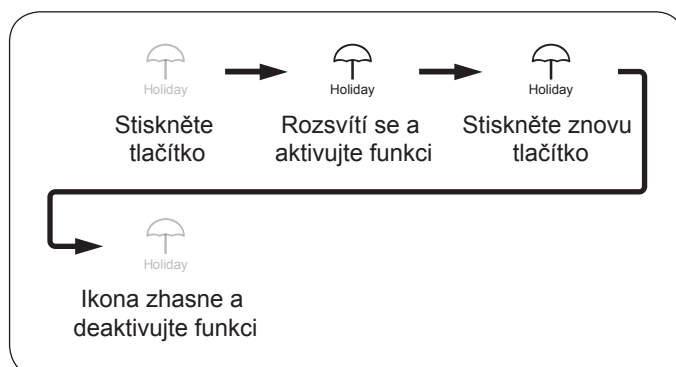 Holiday
Stiskněte
tlačítko
Holiday
Rozsvítí se a
aktivujte funkci
Holiday
Stiskněte znovu
tlačítko
Holiday
Ikona zhasne a
deaktivujte funkci